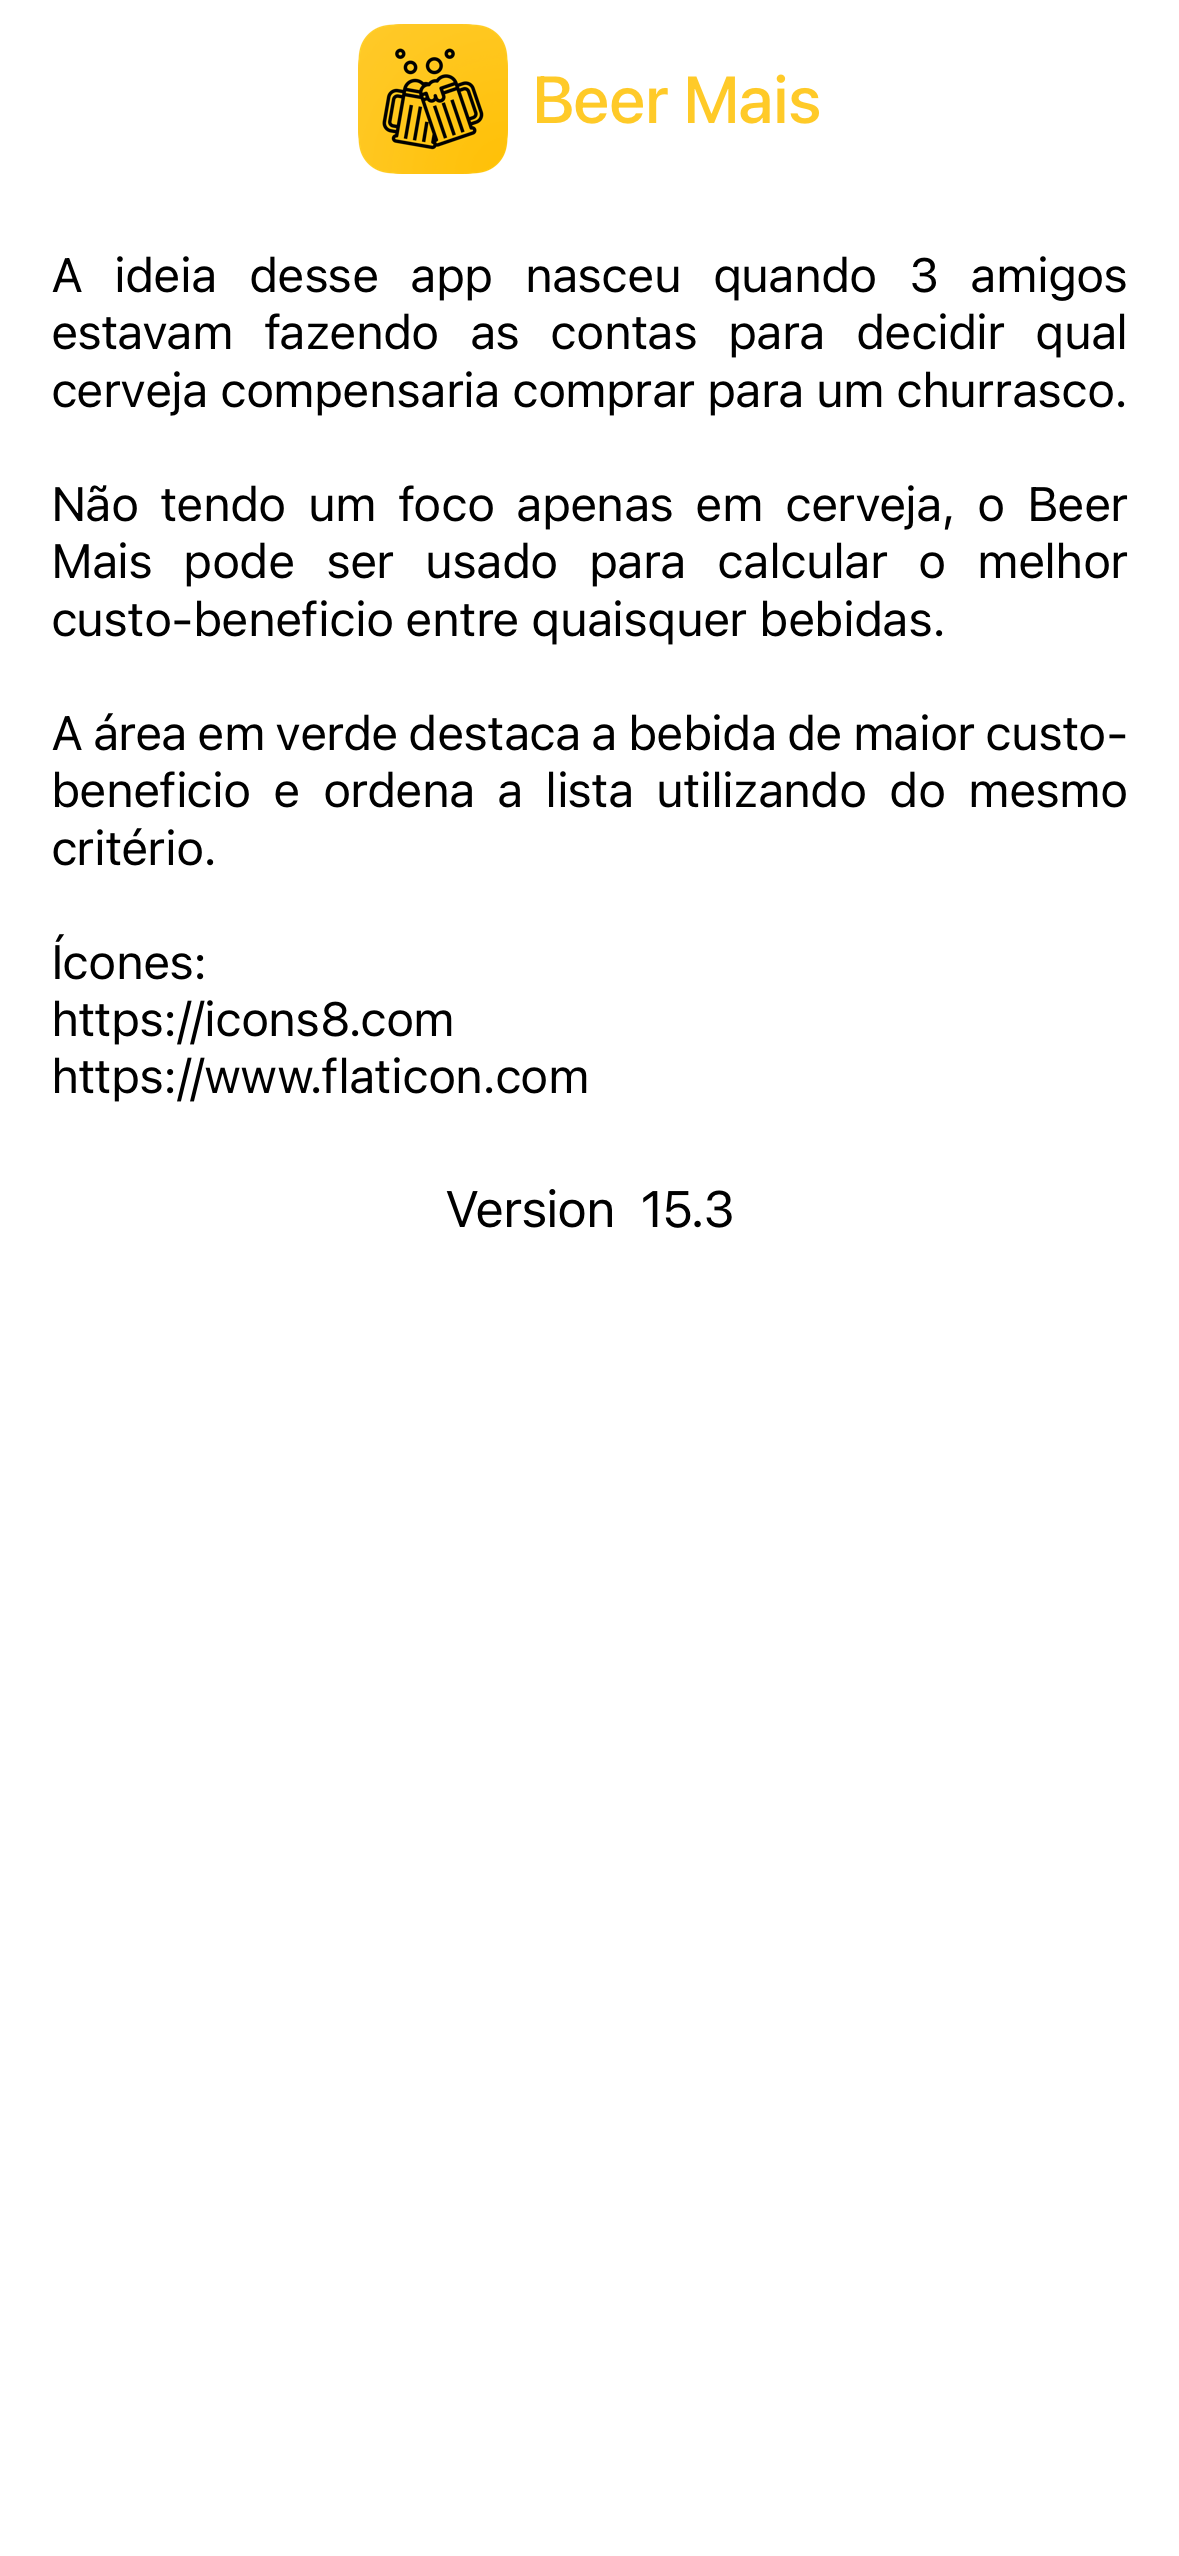 Beer Mais
A ideia desse app nasceu quando 3 amigos
estavam fazendo as contas para decidir qual
cerveja compensaria comprar para um churrasco.
Não tendo um foco apenas em cerveja, o Beer
Mais pode ser usado para calcular o melhor
custo-beneficio entre quaisquer bebidas.
A área em verde destaca a bebida de maior custo-
beneficio e ordena a lista utilizando do mesmo
critério.
Ícones:
https://icons8.com
https://www.flaticon.com
Version 15.3